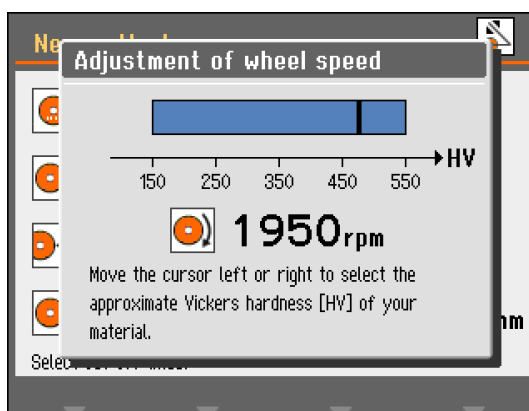 Adjustment of wheel speed
HV
150 250 350 450 550
1950rpm
Move the cursor left or right to select the
approximate Vickers hardness [HV] of your
material.